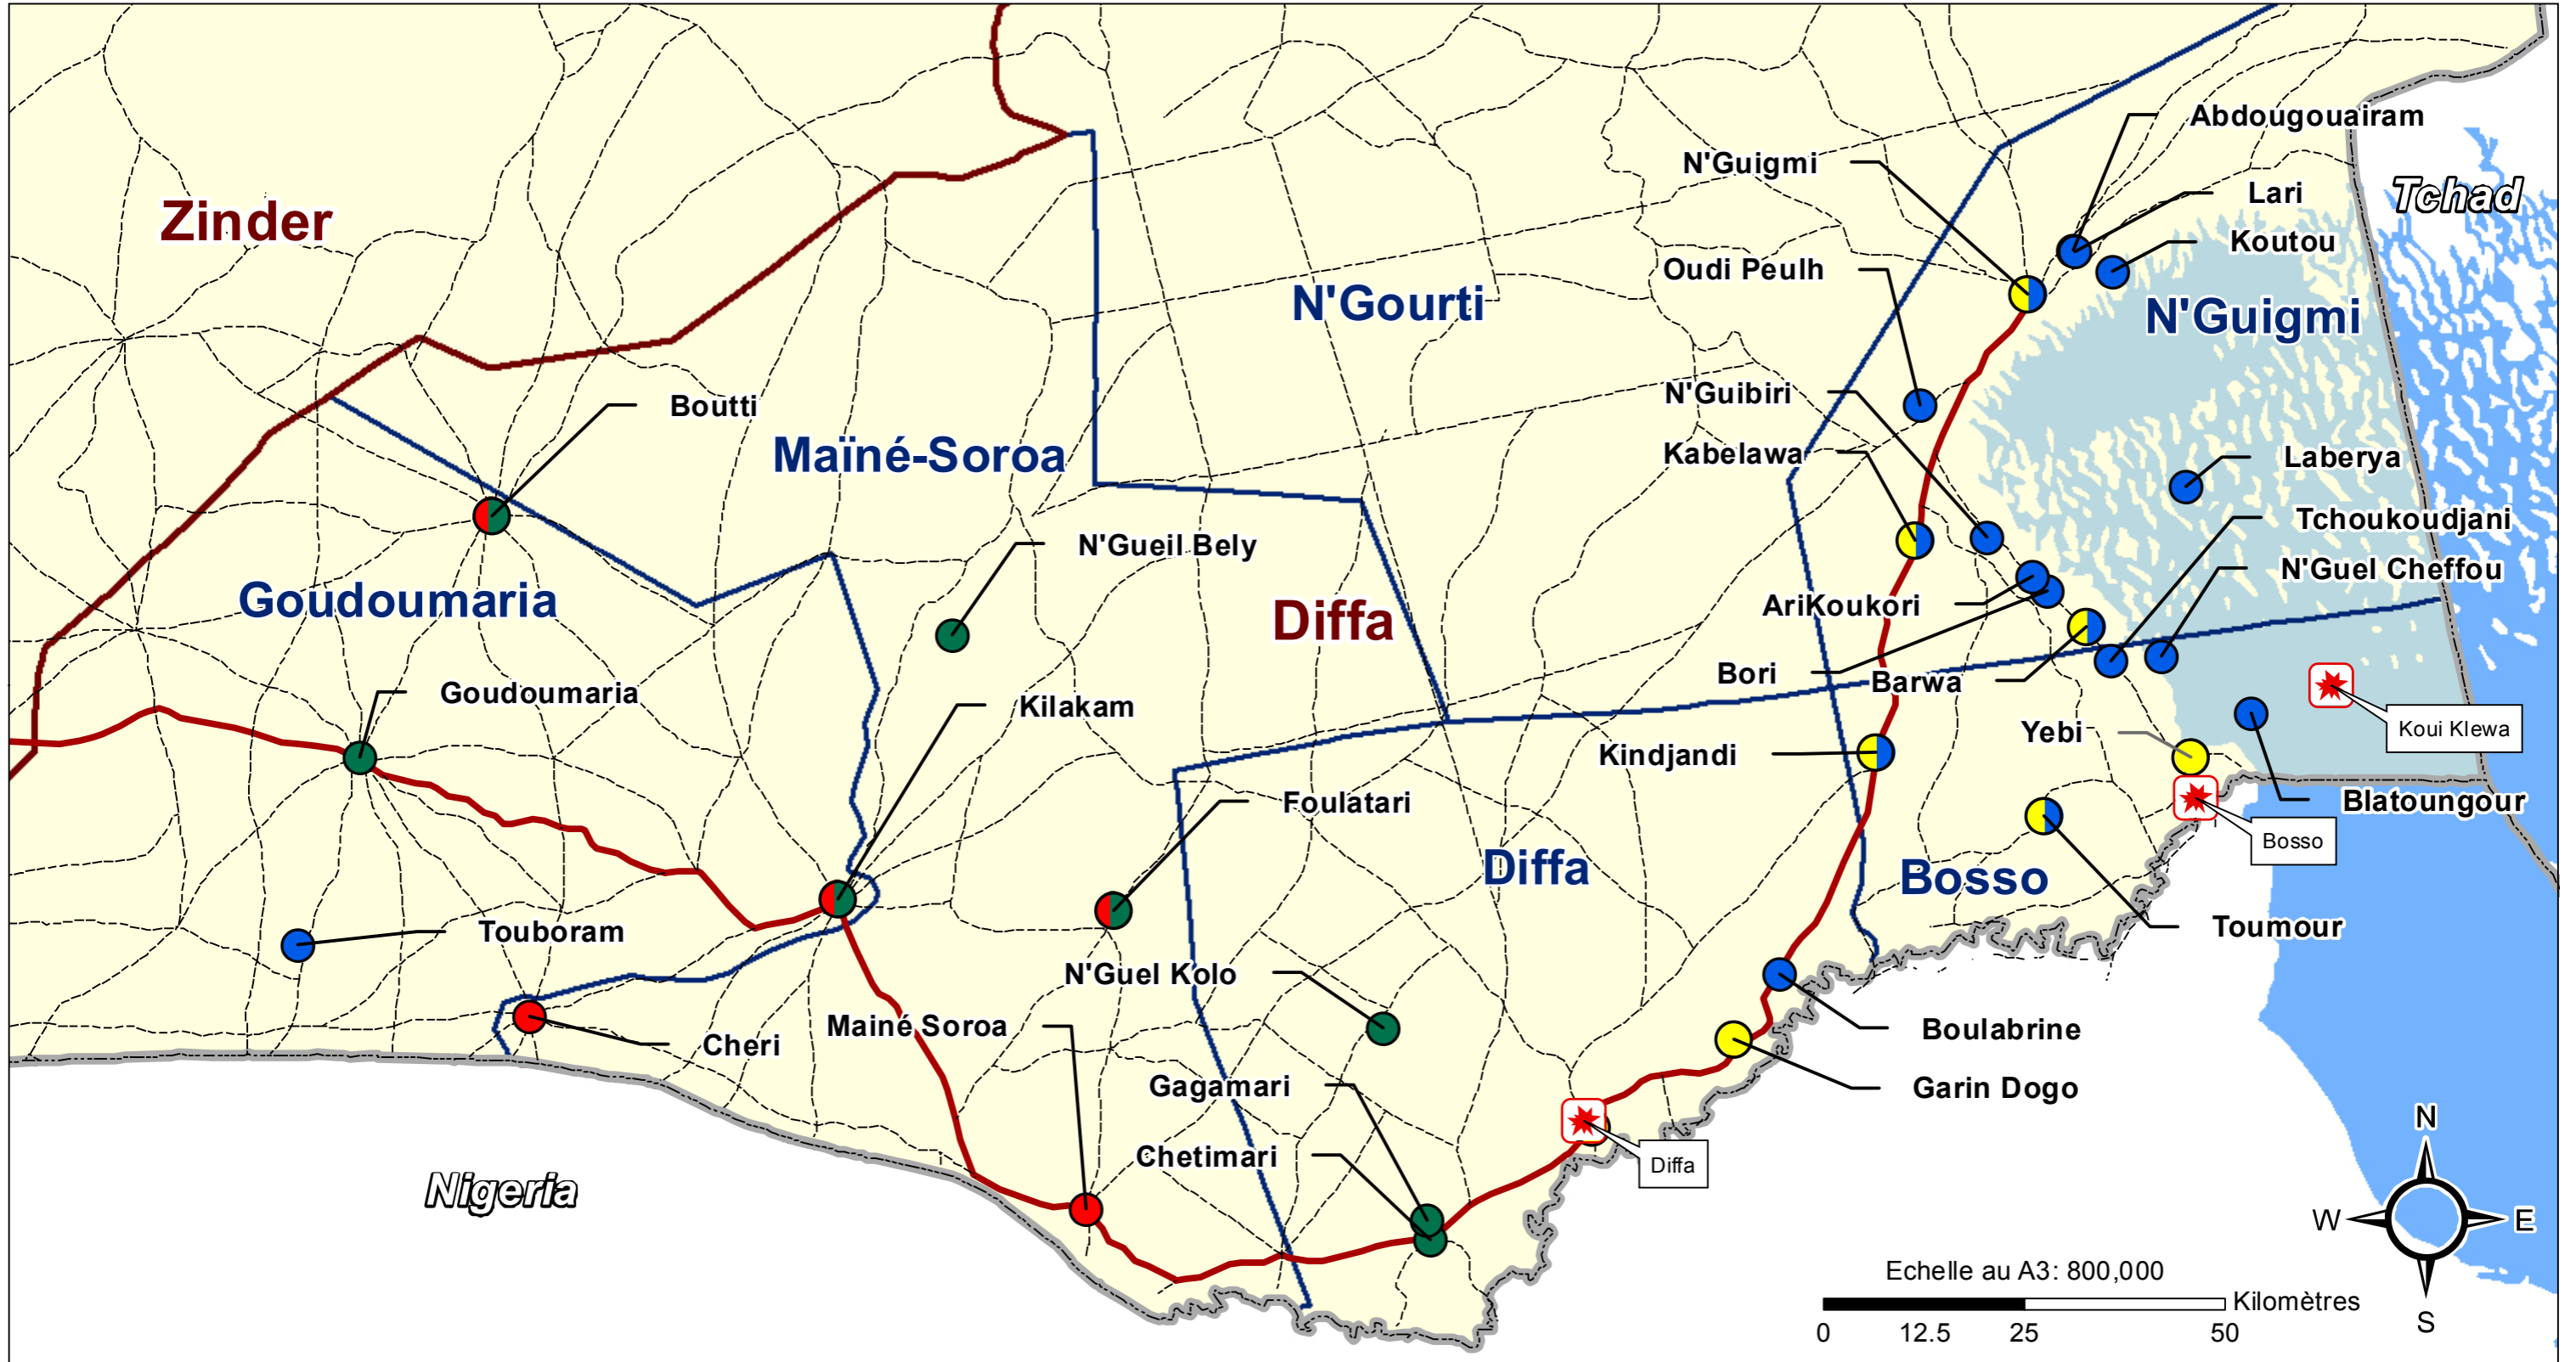 Abdougouairam
N'Guigmi
Lari
Tchad
Zinder
Koutou
Oudi Peulh
N'Gourti
N'Guigmi
N'Guibiri
Boutti
Maïné-Soroa
Kabelawa
Laberya
Tchoukoudjani
N'Gueil Bely
N'Guel Cheffou
Goudoumaria
AriKoukori
Diffa
Bori
Barwa
Goudoumaria
Kilakam
Koui Klewa
Yebi
Kindjandi
Foulatari
Blatoungour
Bosso
Diffa
Bosso
Touboram
Toumour
N'Guel Kolo
Mainé Soroa
Boulabrine
Cheri
Gagamari
Garin Dogo
Chetimari
Diffa
Nigeria
N
W
E
S
Echelle au A3: 800,000
Kilomètres
0 12.5 25 50